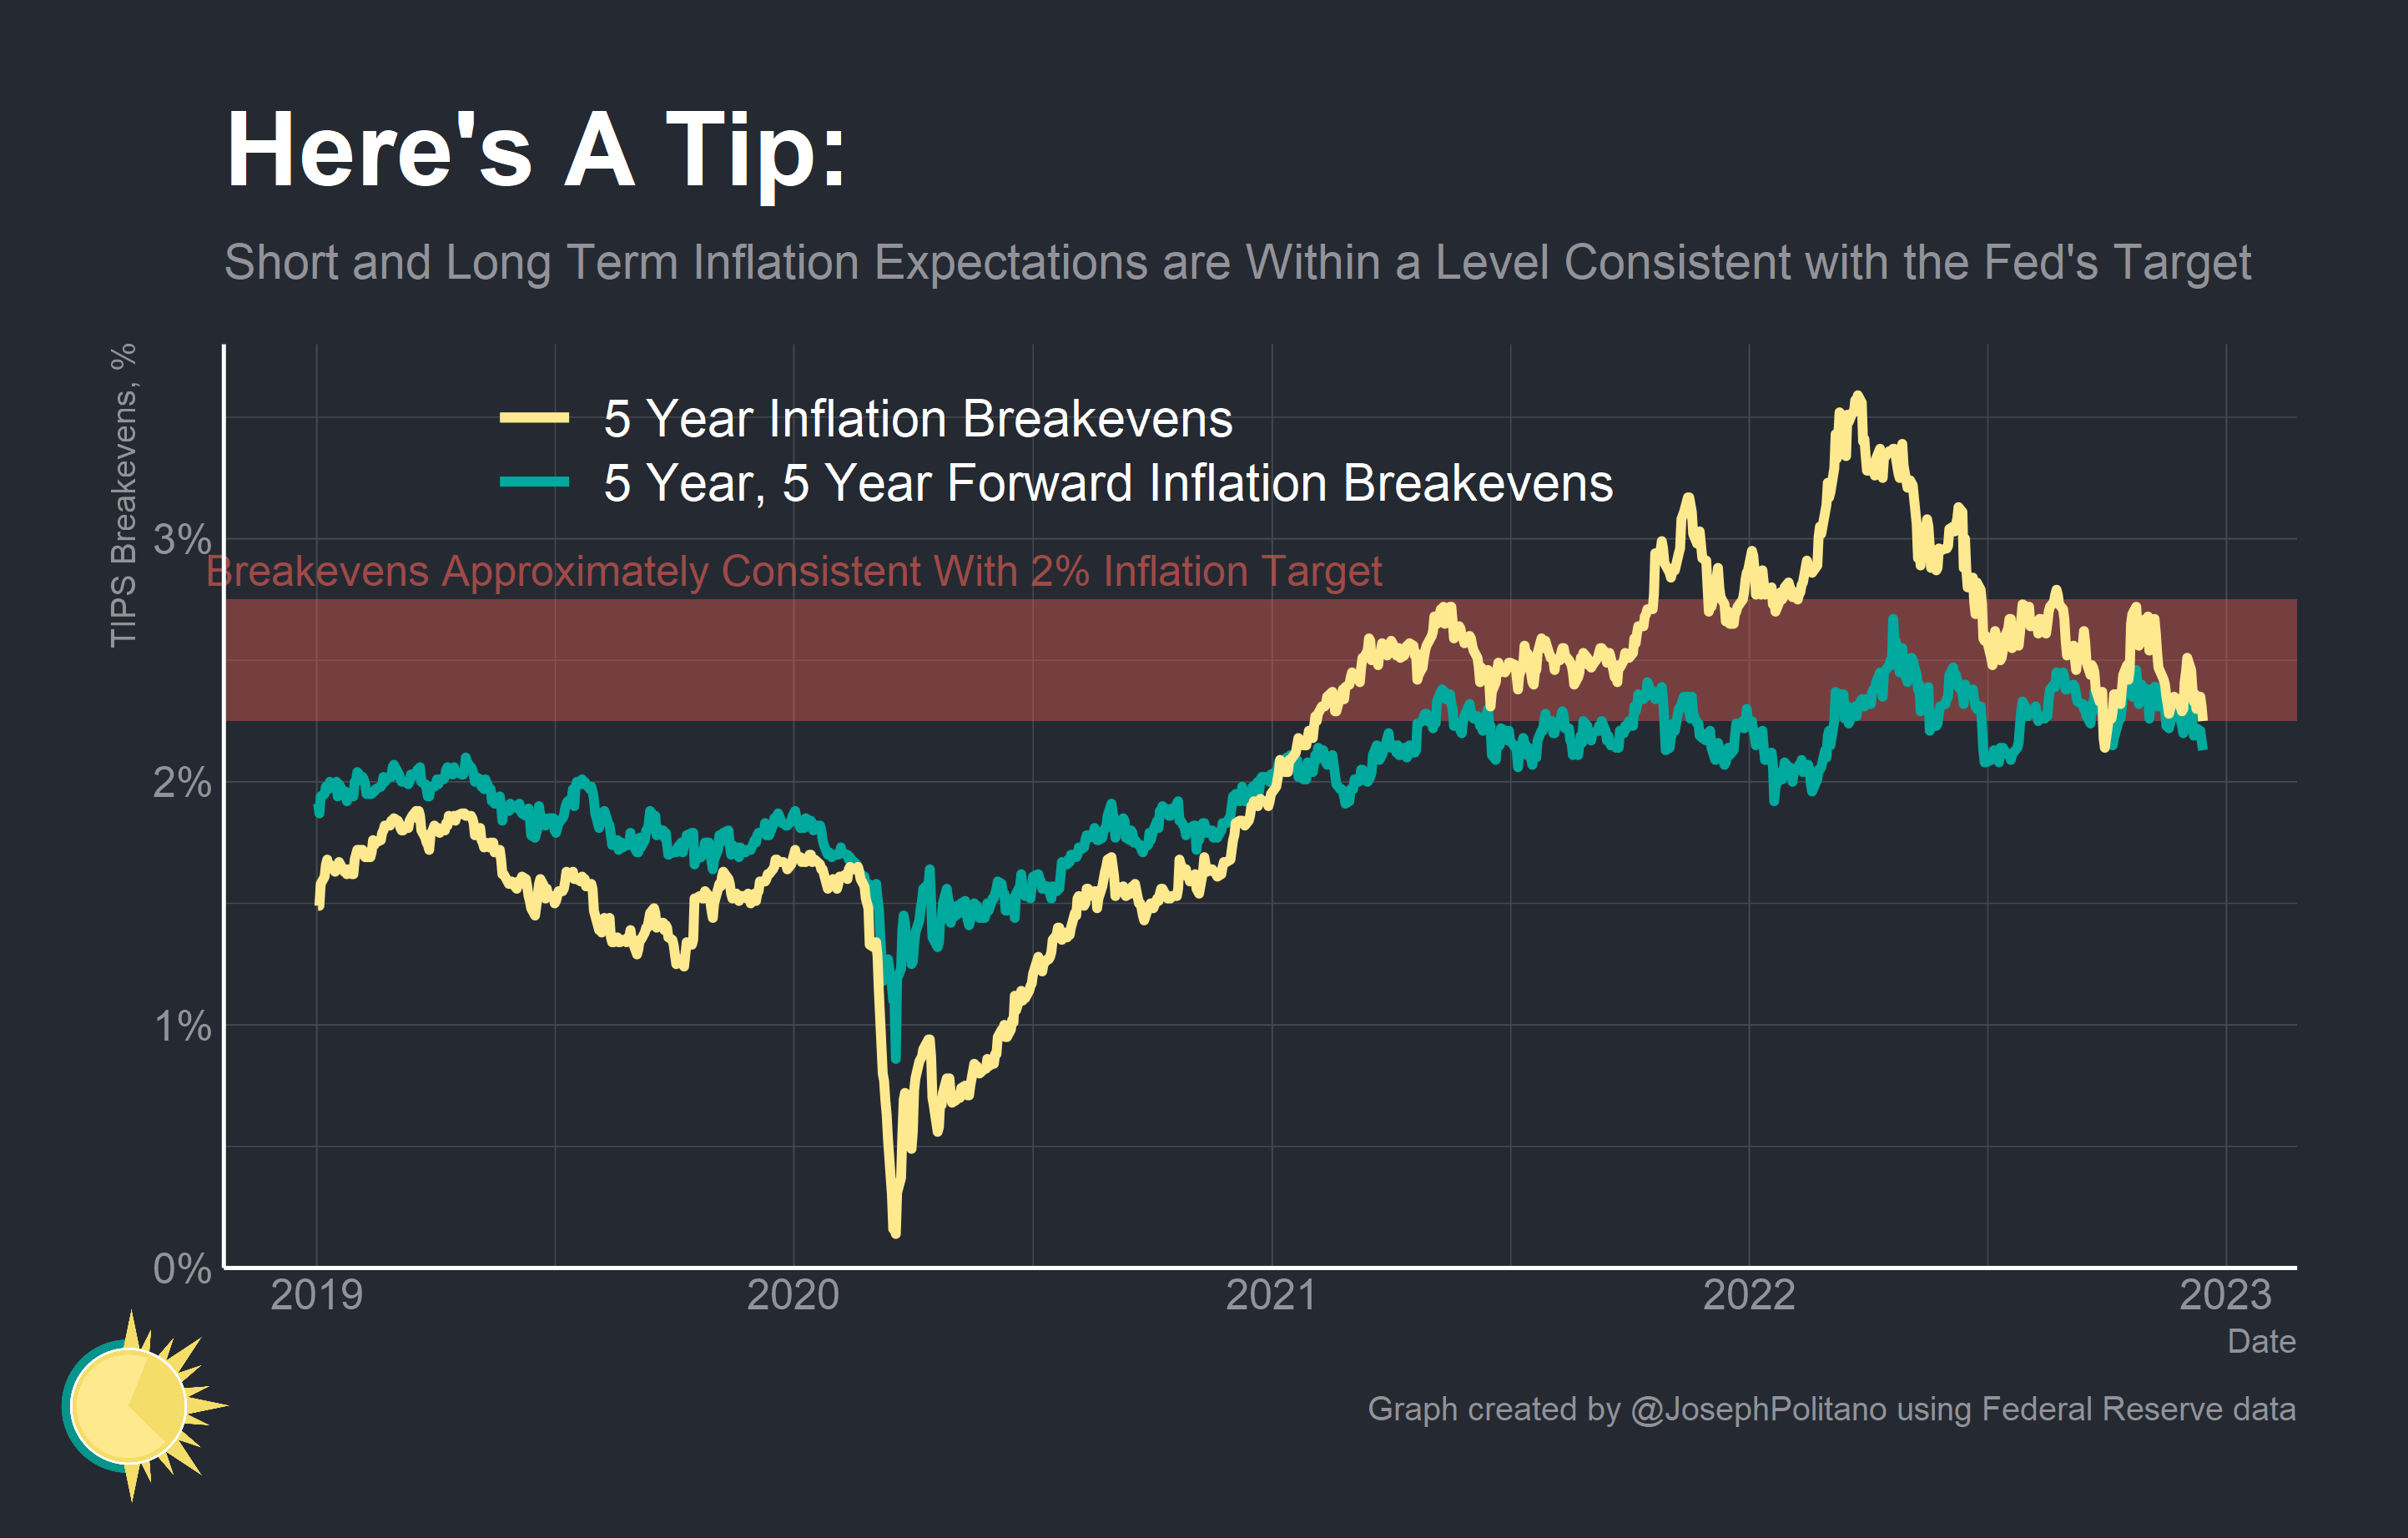 Here's A Tip:
Short and Long Term Inflation Expectations are Within a Level Consistent with the Fed's Target
TIPS Breakevens, %
5 Year Inflation Breakevens
5 Year, 5 Year Forward Inflation Breakevens
3%
Breakevens Approximately Consistent With 2% Inflation Target
2%
1%
0%
2019 2020 2021 2022 2023
Date
Graph created by @JosephPolitano using Federal Reserve data